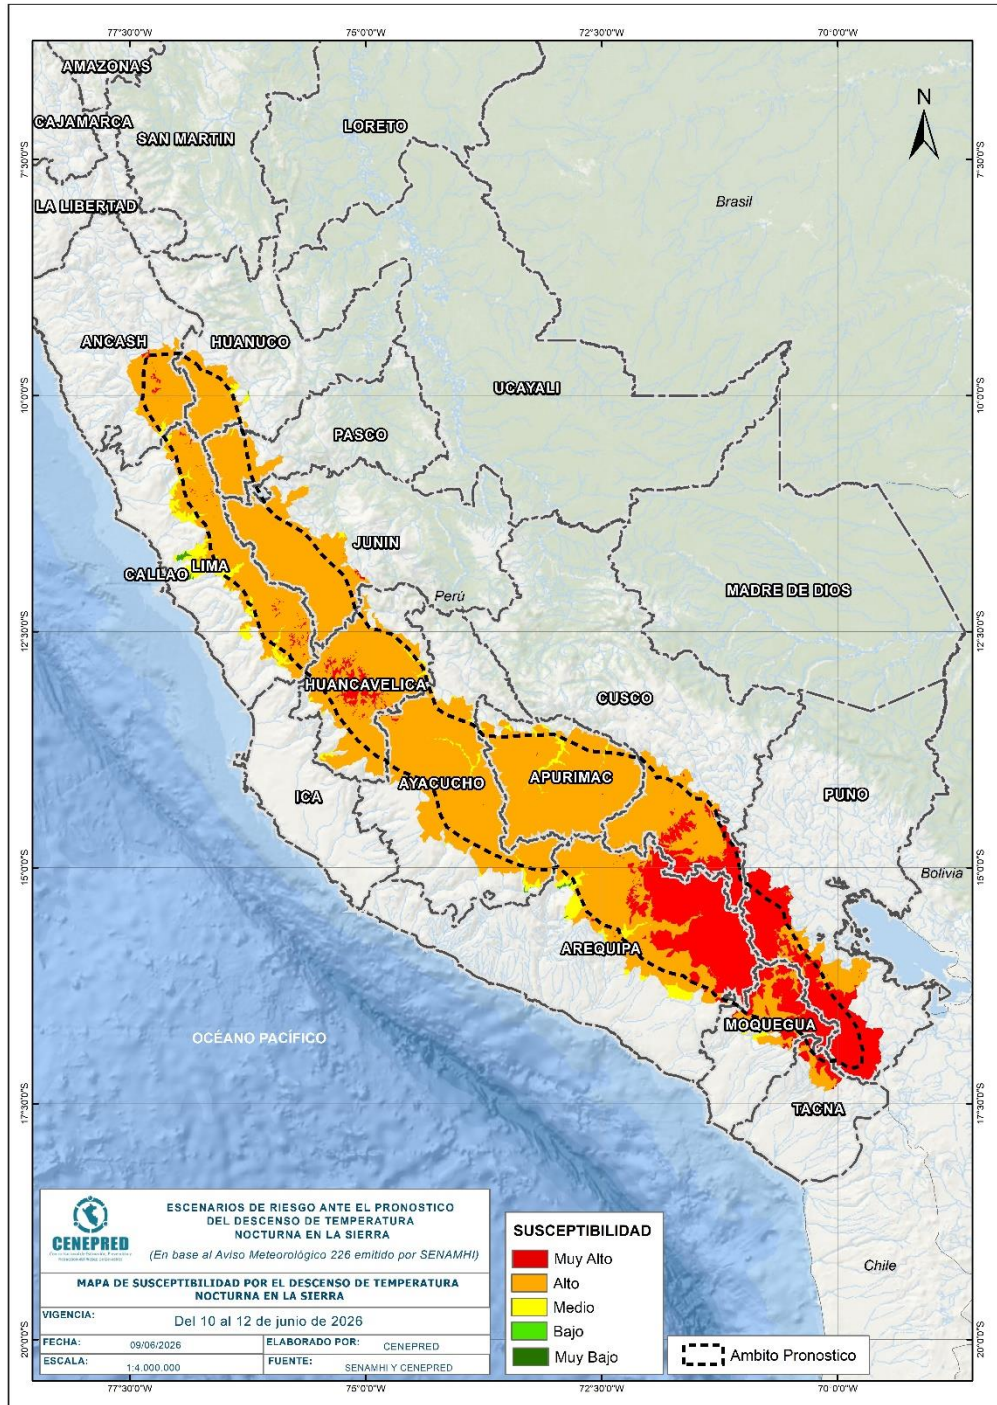 77°30'0"W 75°0'0"W 72°30'0"W 70°0'0"W
AMAZONAS
CAJAMARCA
SAN MARTIN
LORETO
N
7°30'0"S
7°30'0"S
LA LIBERTAD
Brasil
ANCASH
HUANUCO
UCAYALI
10°0'0"S
10°0'0"S
PASCO
JUNIN
LIMA
CALLAO
Perú
MADRE DE DIOS
12°30'0"S
12°30'0"S
HUANCAVELICA
CUSCO
ICA
AYACUCHO
APURIMAC
PUNO
15°0'0"S
15°0'0"S
Bolivia
AREQUIPA
OCÉANO PACÍFICO
MOQUEGUA
17°30'0"S
17°30'0"S
TACNA
Chile
20°0'0"S
20°0'0"S
CENEPRED
ESCENARIOS DE RIESGO ANTE EL PRONOSTICO
DEL DESCENSO DE TEMPERATURA
NOCTURNA EN LA SIERRA
(En base al Aviso Meteorológico 226 emitido por SENAMHI)
MAPA DE SUSCEPTIBILIDAD POR EL DESCENSO DE TEMPERATURA
NOCTURNA EN LA SIERRA
VIGENCIA: Del 10 al 12 de junio de 2026
FECHA: 09/06/2026 ELABORADO POR: CENEPRED
ESCALA: 1:4.000.000 FUENTE: SENAMHI Y CENEPRED
SUSCEPTIBILIDAD
Muy Alto
Alto
Medio
Bajo
Muy Bajo
Ambito Pronostico
77°30'0"W 75°0'0"W 72°30'0"W 70°0'0"W